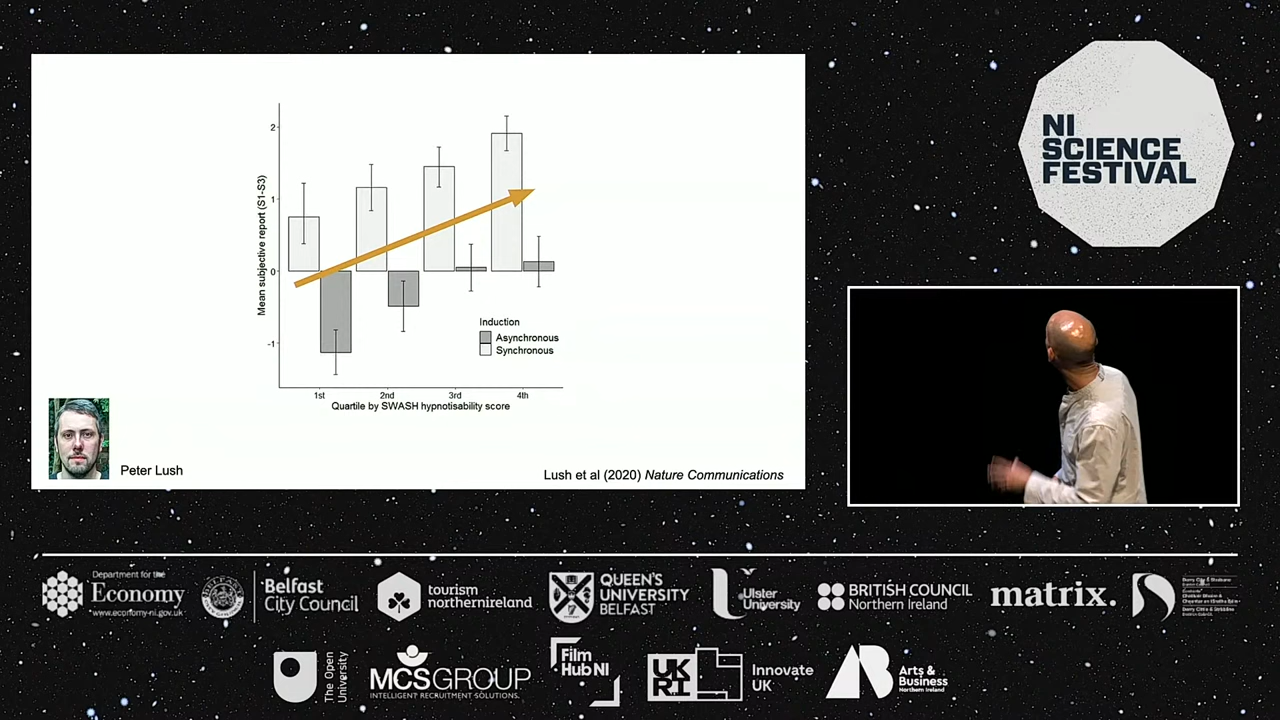 NI
SCIENCE
FESTIVAL
2
1
0
-1
Mean subjective report (S1-S3)
Induction
Asynchronous
Synchronous
1st 2nd 3rd 4th
Quartile by SWASH hypnotisability score
Peter Lush
Lush et al (2020) Nature Communications
Department for the
Economy
www.economy-ni.gov.uk
Belfast
City Council
tourism
northernireland
QUEEN'S
UNIVERSITY
BELFAST
Ulster
University
BRITISH COUNCIL
Northern Ireland
matrix.
The Open
University
MCSGROUP
INTELLIGENT RECRUITMENT SOLUTIONS.
Film
Hub NI
UK
RI
Innovate
UK
Arts &
Business
Northern Ireland